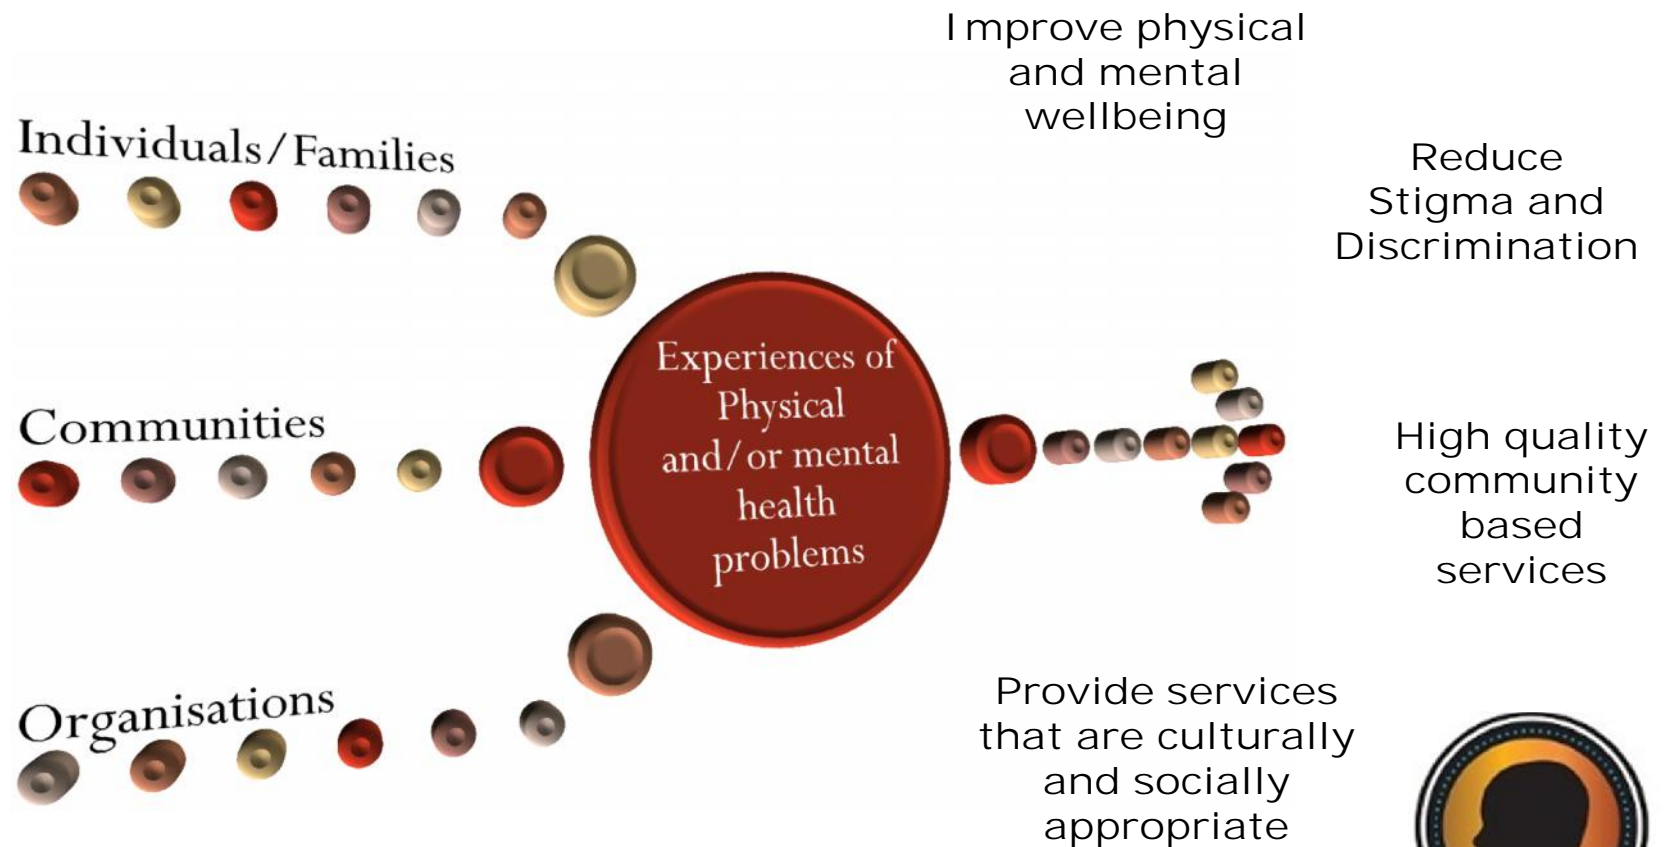 Individuals/Families
Communities
Organisations
Experiences of
Physical
and/or mental
health
problems
Improve physical
and mental
wellbeing
Reduce
Stigma and
Discrimination
High quality
community
based
services
Provide services
that are culturally
and socially
appropriate